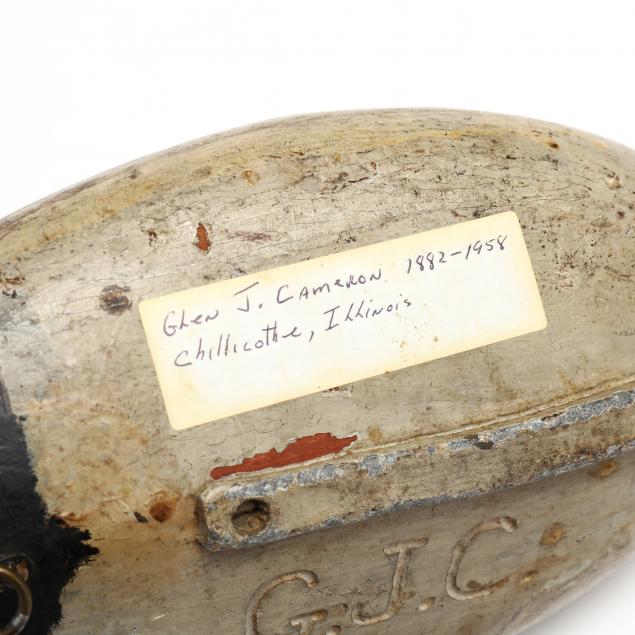 Glen J. Cameron 1882-1958
Chillicothe, Illinois
G.J.C.